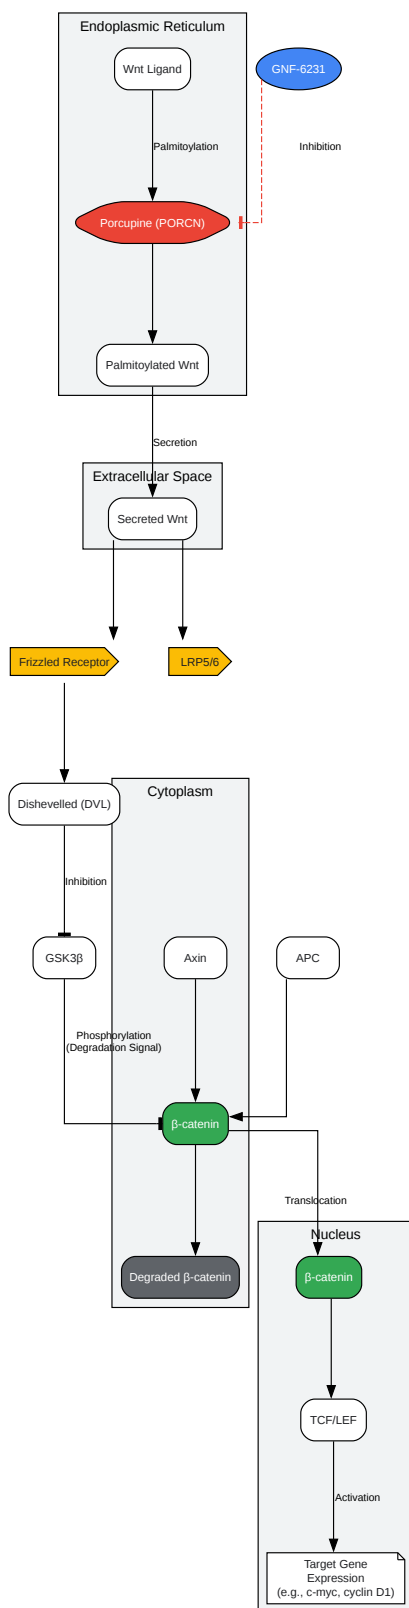 Endoplasmic Reticulum
Wnt Ligand
GNF-6231
Palmitoylation
Inhibition
Porcupine (PORCN)
Palmitoylated Wnt
Secretion
Extracellular Space
Secreted Wnt
Frizzled Receptor
LRP5/6
Cytoplasm
Dishevelled (DVL)
Inhibition
GSK3β
Axin
APC
Phosphorylation
(Degradation Signal)
β-catenin
Translocation
Nucleus
Degraded β-catenin
β-catenin
TCF/LEF
Activation
Target Gene
Expression
(e.g., c-myc, cyclin D1)